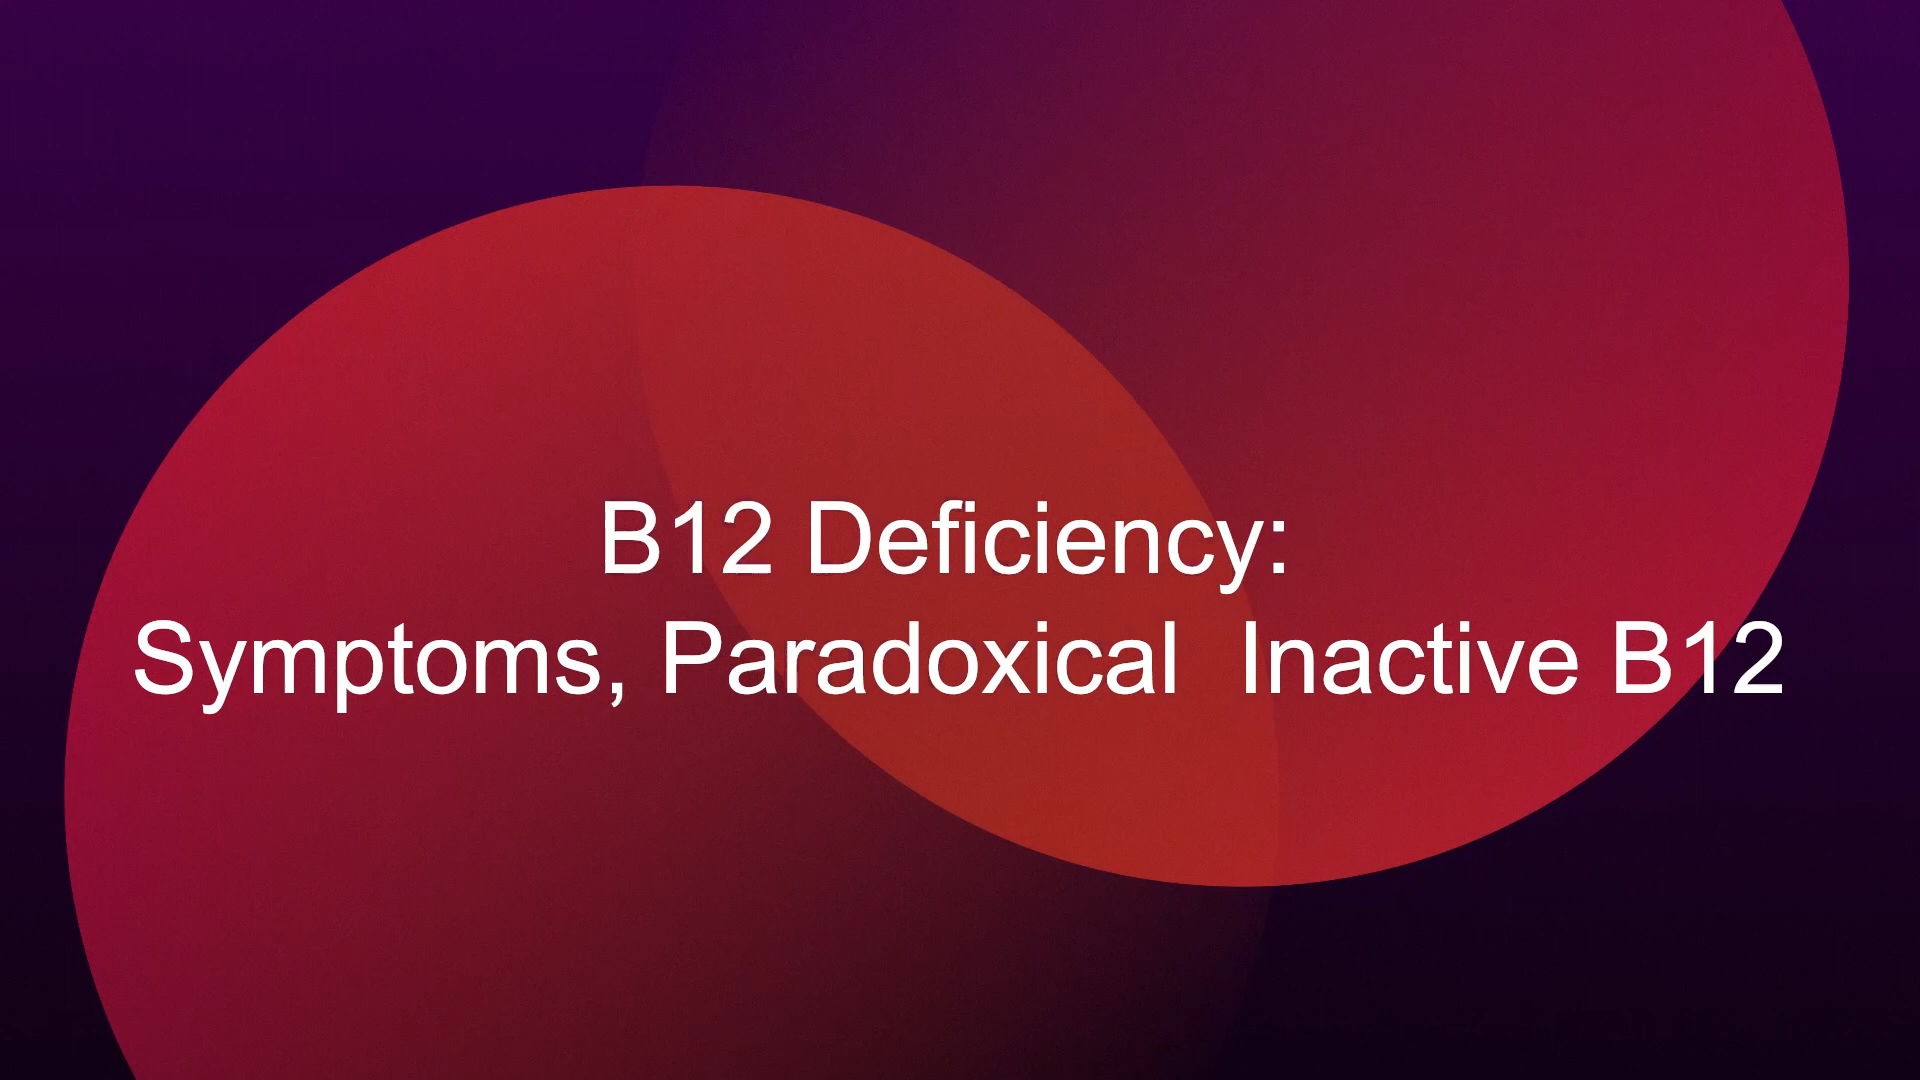 B12 Deficiency:
Symptoms, Paradoxical  Inactive B12